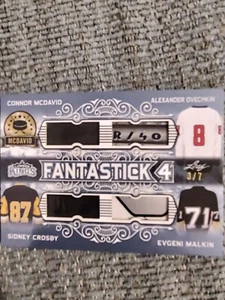 CONNOR MCDAVID
ALEXANDER OVECHKIN
MCDAVID
R/40
8
FANTASTICK 4
3/7
87
71
SIDNEY CROSBY
EVGENI MALKIN